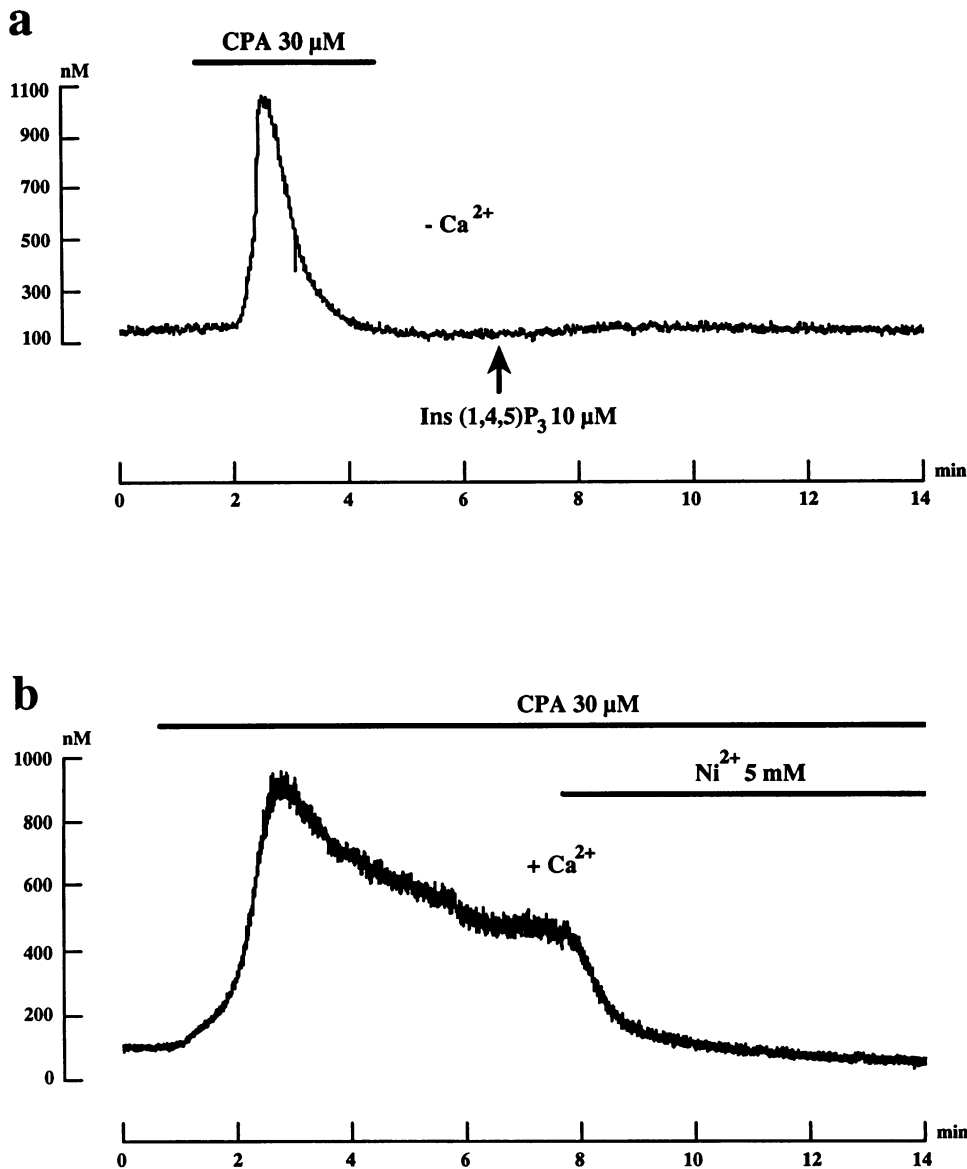 a
CPA 30 μM
nM
1100
900
700
500
300
100
- Ca²⁺
Ins (1,4,5)P₃ 10 μM
min
0 2 4 6 8 10 12 14
b
CPA 30 μM
nM
Ni²⁺ 5 mM
1000
800
600
400
200
0
+ Ca²⁺
min
0 2 4 6 8 10 12 14